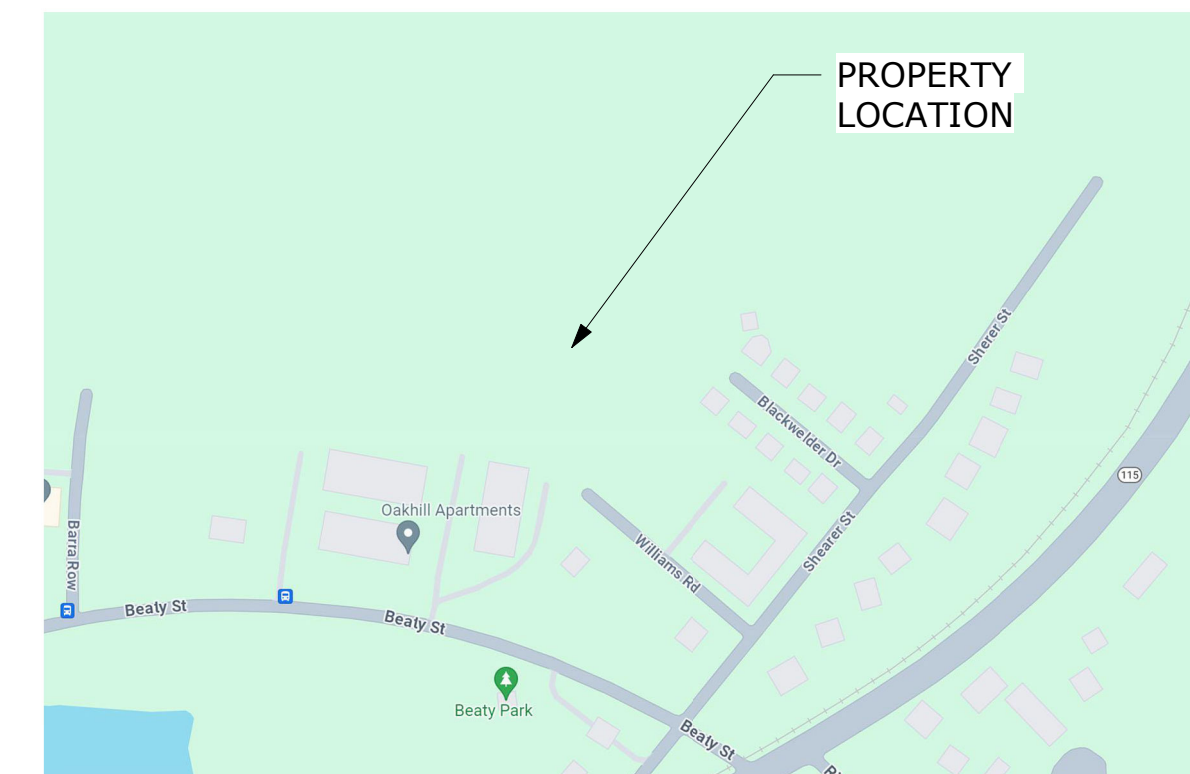 PROPERTY
LOCATION
Sherer St
Blackwelder Dr
115
Oakhill Apartments
Barra Row
Williams Rd
Shearer St
Beaty St
Beaty St
Beaty Park
Beaty St